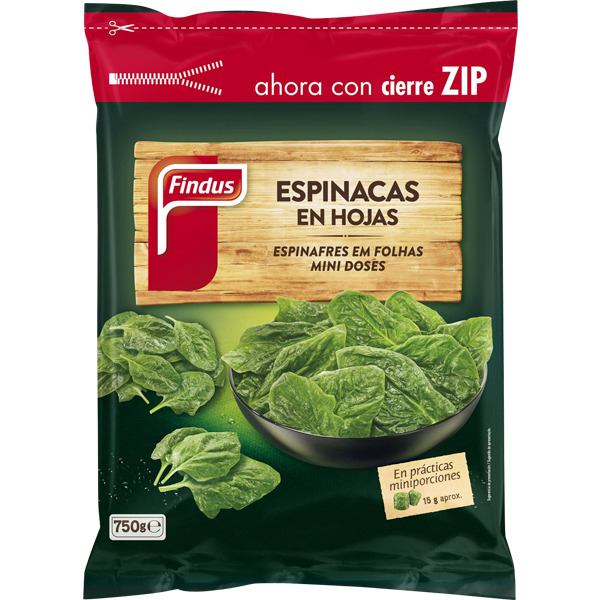 ahora con cierre ZIP
Findus
ESPINACAS
EN HOJAS
ESPINAFRES EM FOLHAS
MINI DOSES
En prácticas
miniporciones
15 g aprox.
750g e